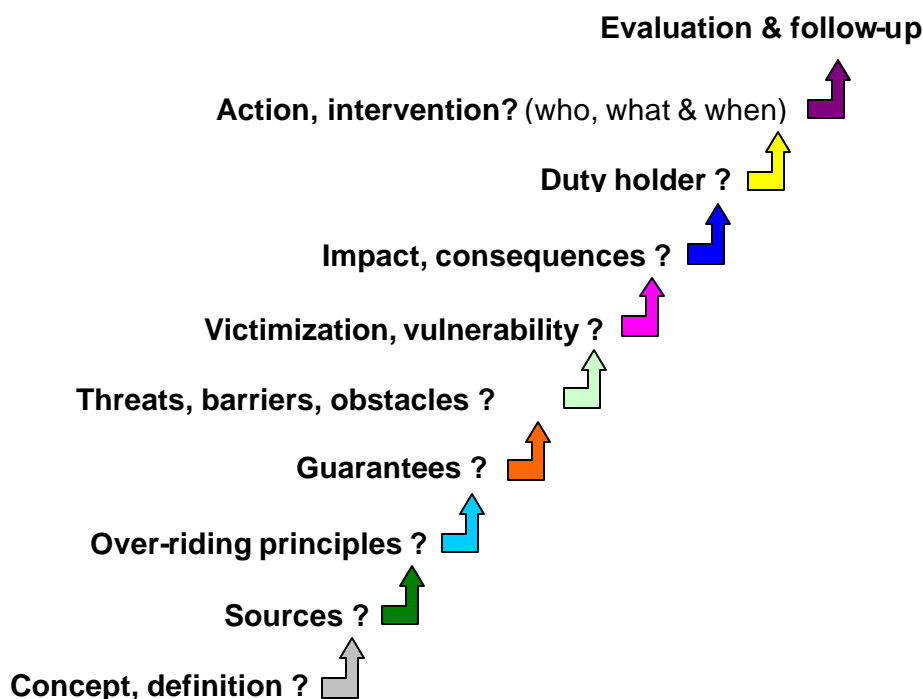 Evaluation & follow-up
Action, intervention? (who, what & when)
Duty holder ?
Impact, consequences ?
Victimization, vulnerability ?
Threats, barriers, obstacles ?
Guarantees ?
Over-riding principles ?
Sources ?
Concept, definition ?